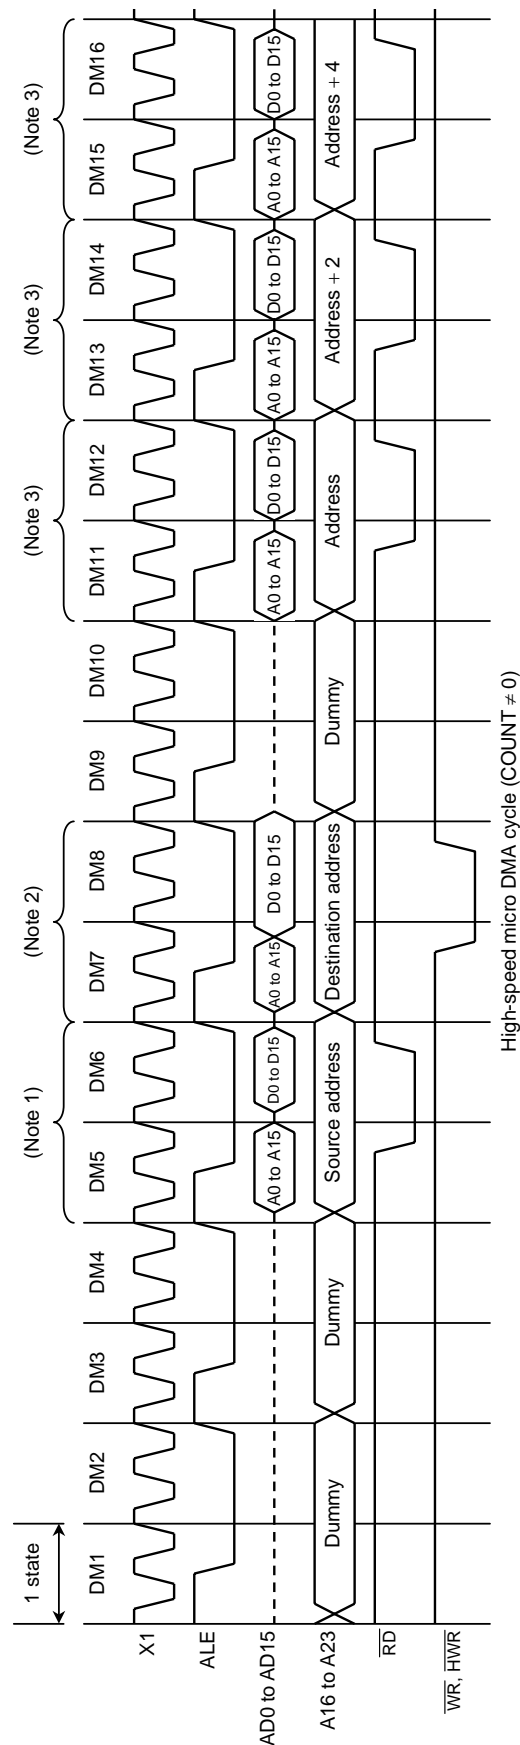 1 state
(Note 1)
(Note 2)
(Note 3)
(Note 3)
(Note 3)
DM1
DM2
DM3
DM4
DM5
DM6
DM7
DM8
DM9
DM10
DM11
DM12
DM13
DM14
DM15
DM16
X1
ALE
AD0 to AD15
A0 to A15
D0 to D15
A0 to A15
D0 to D15
A0 to A15
D0 to D15
A0 to A15
D0 to D15
A0 to A15
D0 to D15
A16 to A23
Dummy
Dummy
Source address
Destination address
Dummy
Address
Address + 2
Address + 4
RD
WR, HWR
High-speed micro DMA cycle (COUNT ≠ 0)